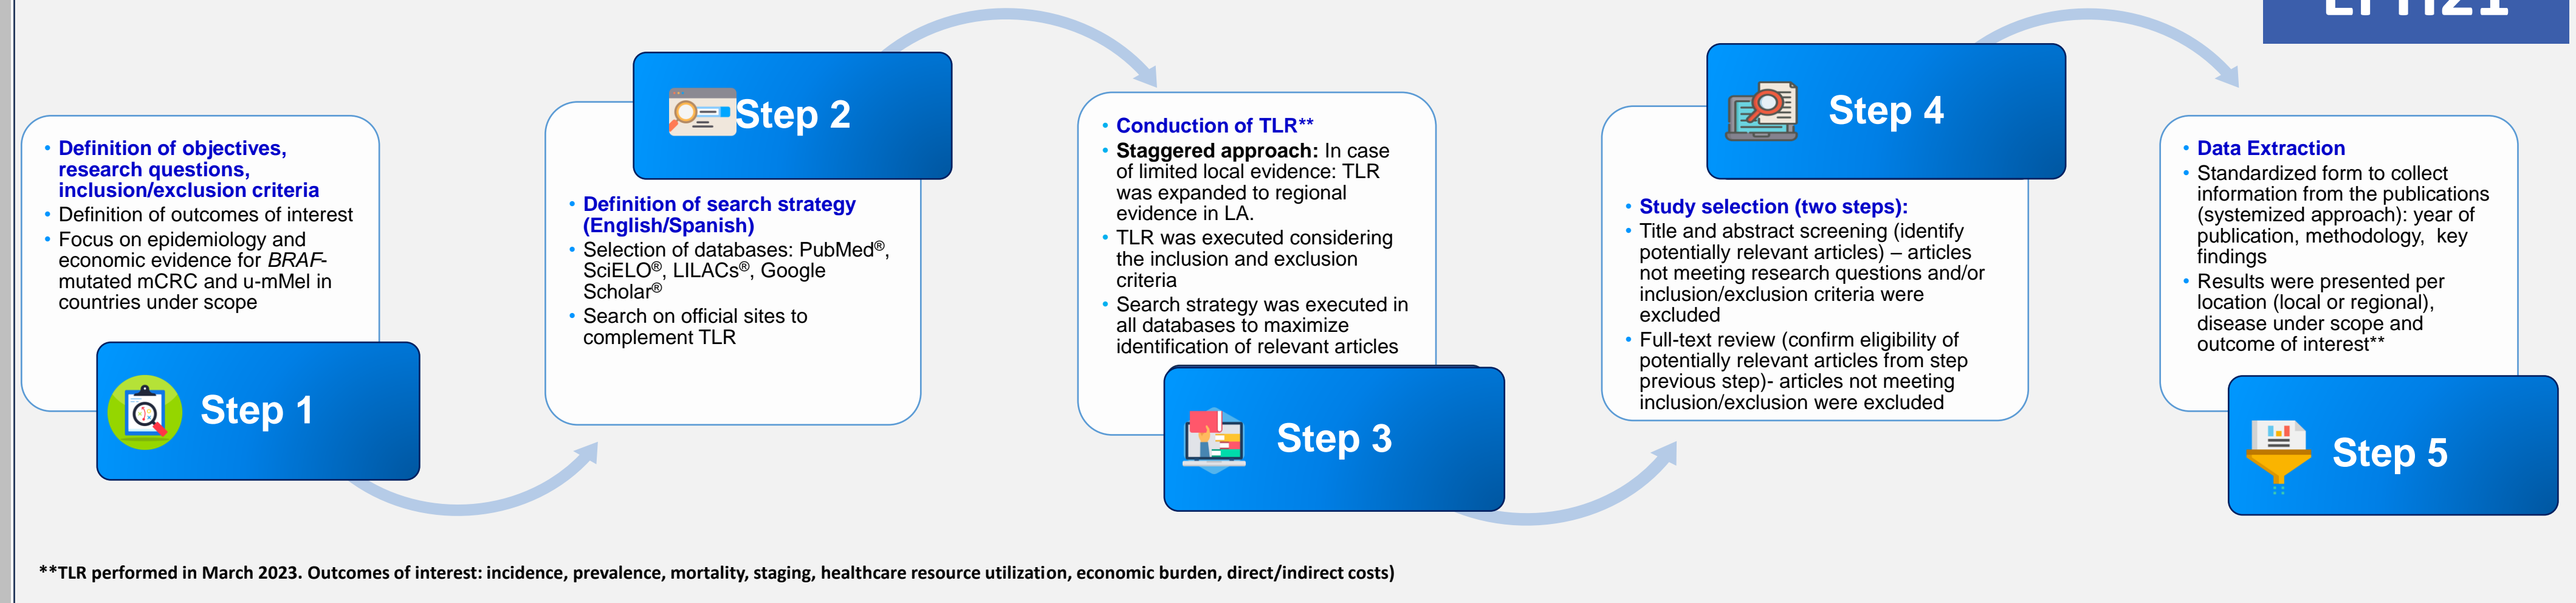 • Definition of objectives,
research questions,
inclusion/exclusion criteria
• Definition of outcomes of interest
• Focus on epidemiology and
economic evidence for BRAF-
mutated mCRC and u-mMel in
countries under scope
Step 1
Step 2
• Definition of search strategy
(English/Spanish)
• Selection of databases: PubMed®,
SciELO®, LILACs®, Google
Scholar®
• Search on official sites to
complement TLR
• Conduction of TLR**
• Staggered approach: In case
of limited local evidence: TLR
was expanded to regional
evidence in LA.
• TLR was executed considering
the inclusion and exclusion
criteria
• Search strategy was executed in
all databases to maximize
identification of relevant articles
Step 3
Step 4
• Study selection (two steps):
• Title and abstract screening (identify
potentially relevant articles) – articles
not meeting research questions and/or
inclusion/exclusion criteria were
excluded
• Full-text review (confirm eligibility of
potentially relevant articles from step
previous step)- articles not meeting
inclusion/exclusion were excluded
• Data Extraction
• Standardized form to collect
information from the publications
(systemized approach): year of
publication, methodology, key
findings
• Results were presented per
location (local or regional),
disease under scope and
outcome of interest**
Step 5
**TLR performed in March 2023. Outcomes of interest: incidence, prevalence, mortality, staging, healthcare resource utilization, economic burden, direct/indirect costs)